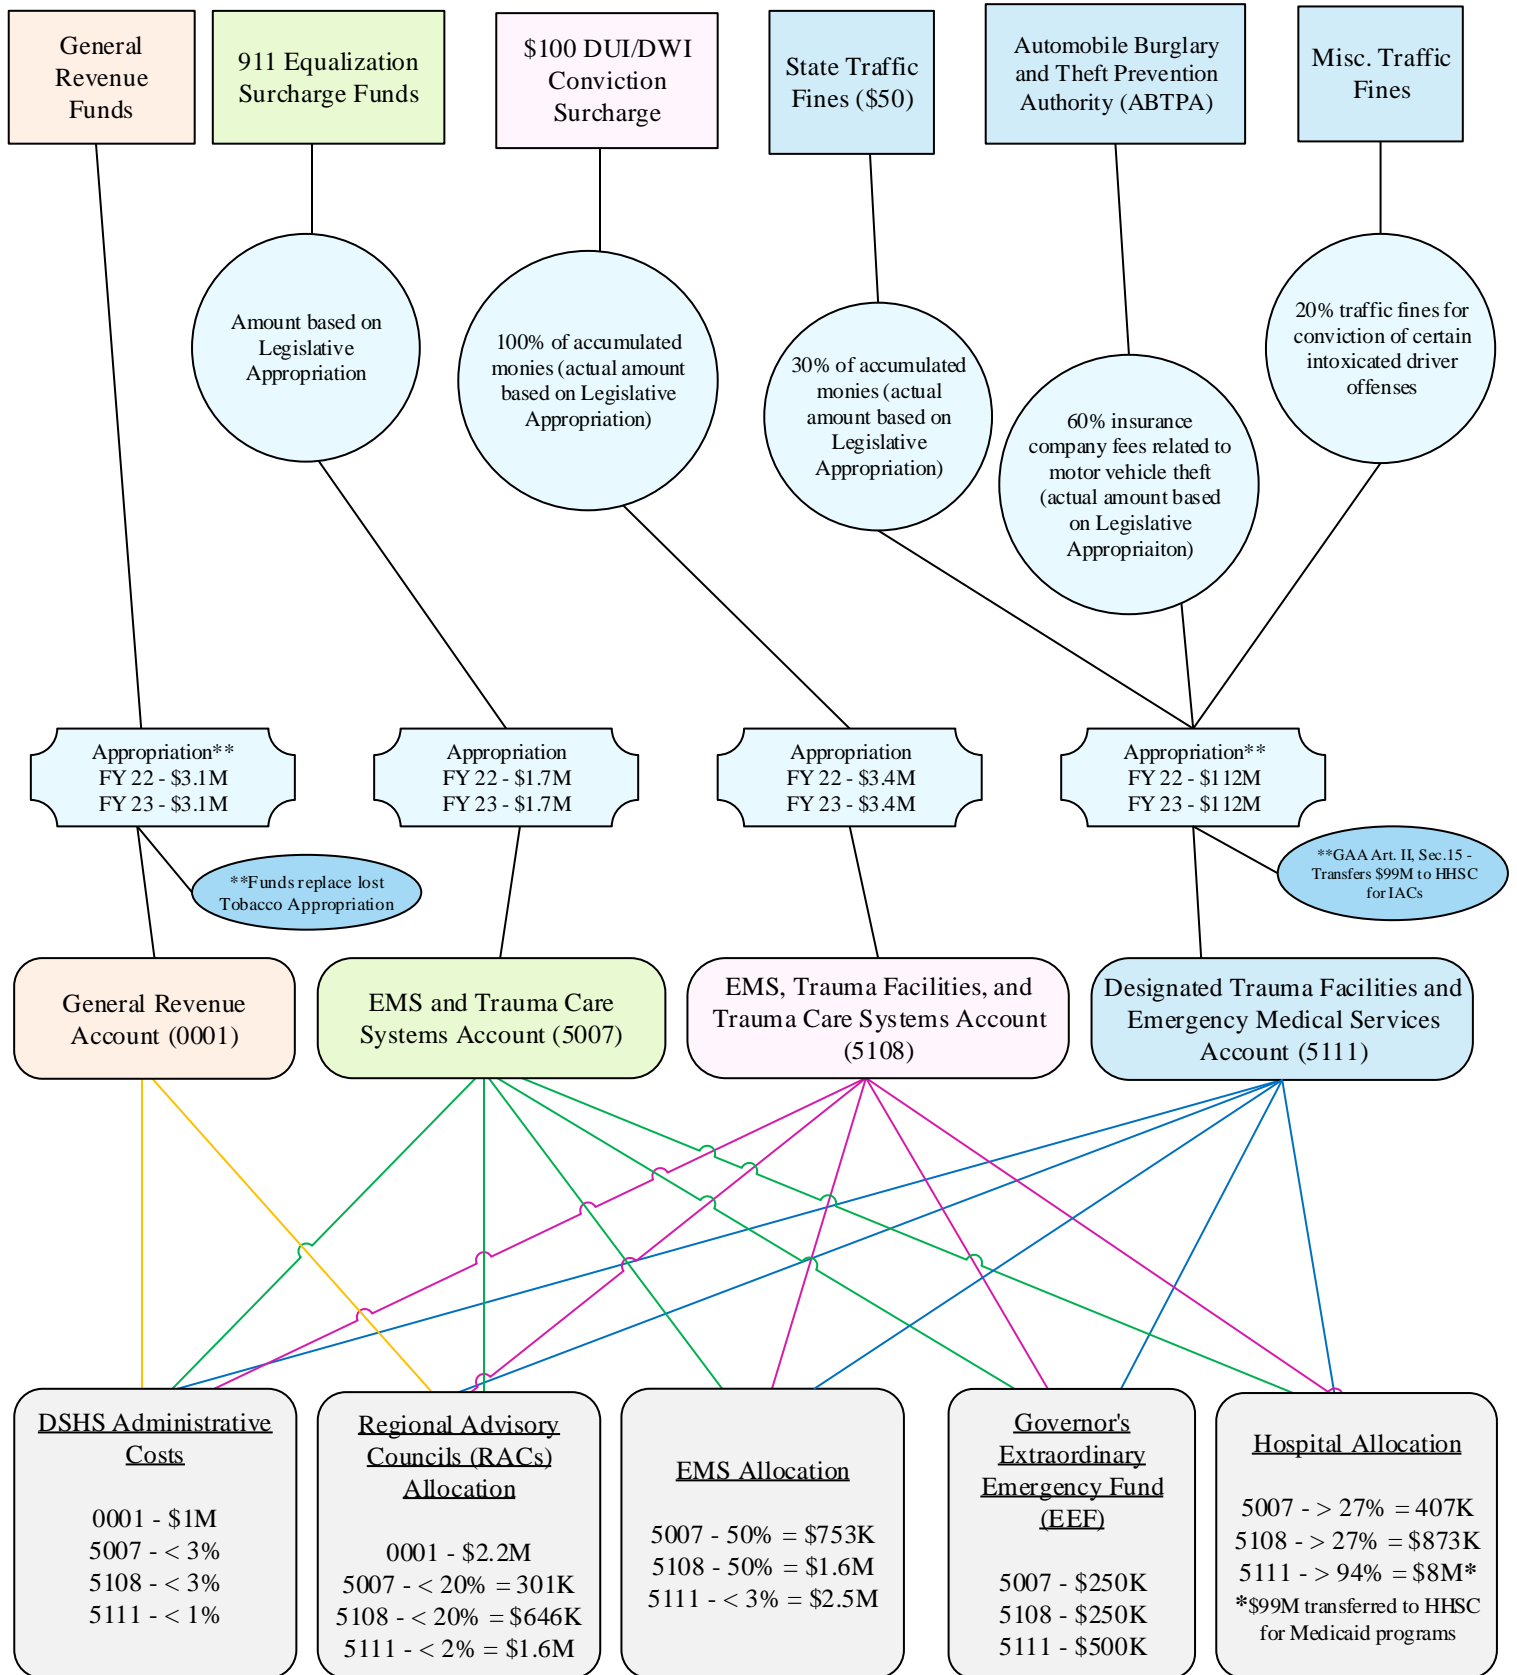 General
Revenue
Funds
911 Equalization
Surcharge Funds
$100 DUI/DWI
Conviction
Surcharge
State Traffic
Fines ($50)
Automobile Burglary
and Theft Prevention
Authority (ABTPA)
Misc. Traffic
Fines
Amount based on
Legislative
Appropriation
100% of accumulated
monies (actual amount
based on Legislative
Appropriation)
30% of accumulated
monies (actual
amount based on
Legislative
Appropriation)
60% insurance
company fees related to
motor vehicle theft
(actual amount based
on Legislative
Appropriaiton)
20% traffic fines for
conviction of certain
intoxicated driver
offenses
Appropriation**
FY 22 - $3.1M
FY 23 - $3.1M
Appropriation
FY 22 - $1.7M
FY 23 - $1.7M
Appropriation
FY 22 - $3.4M
FY 23 - $3.4M
Appropriation**
FY 22 - $112M
FY 23 - $112M
**Funds replace lost
Tobacco Appropriation
**GAA Art. II, Sec.15 -
Transfers $99M to HHSC
for IACs
General Revenue
Account (0001)
EMS and Trauma Care
Systems Account (5007)
EMS, Trauma Facilities, and
Trauma Care Systems Account
(5108)
Designated Trauma Facilities and
Emergency Medical Services
Account (5111)
DSHS Administrative
Costs
0001 - $1M
5007 - < 3%
5108 - < 3%
5111 - < 1%
Regional Advisory
Councils (RACs)
Allocation
0001 - $2.2M
5007 - < 20% = 301K
5108 - < 20% = $646K
5111 - < 2% = $1.6M
EMS Allocation
5007 - 50% = $753K
5108 - 50% = $1.6M
5111 - < 3% = $2.5M
Governor's
Extraordinary
Emergency Fund
(EEF)
5007 - $250K
5108 - $250K
5111 - $500K
Hospital Allocation
5007 - > 27% = 407K
5108 - > 27% = $873K
5111 - > 94% = $8M*
*$99M transferred to HHSC
for Medicaid programs